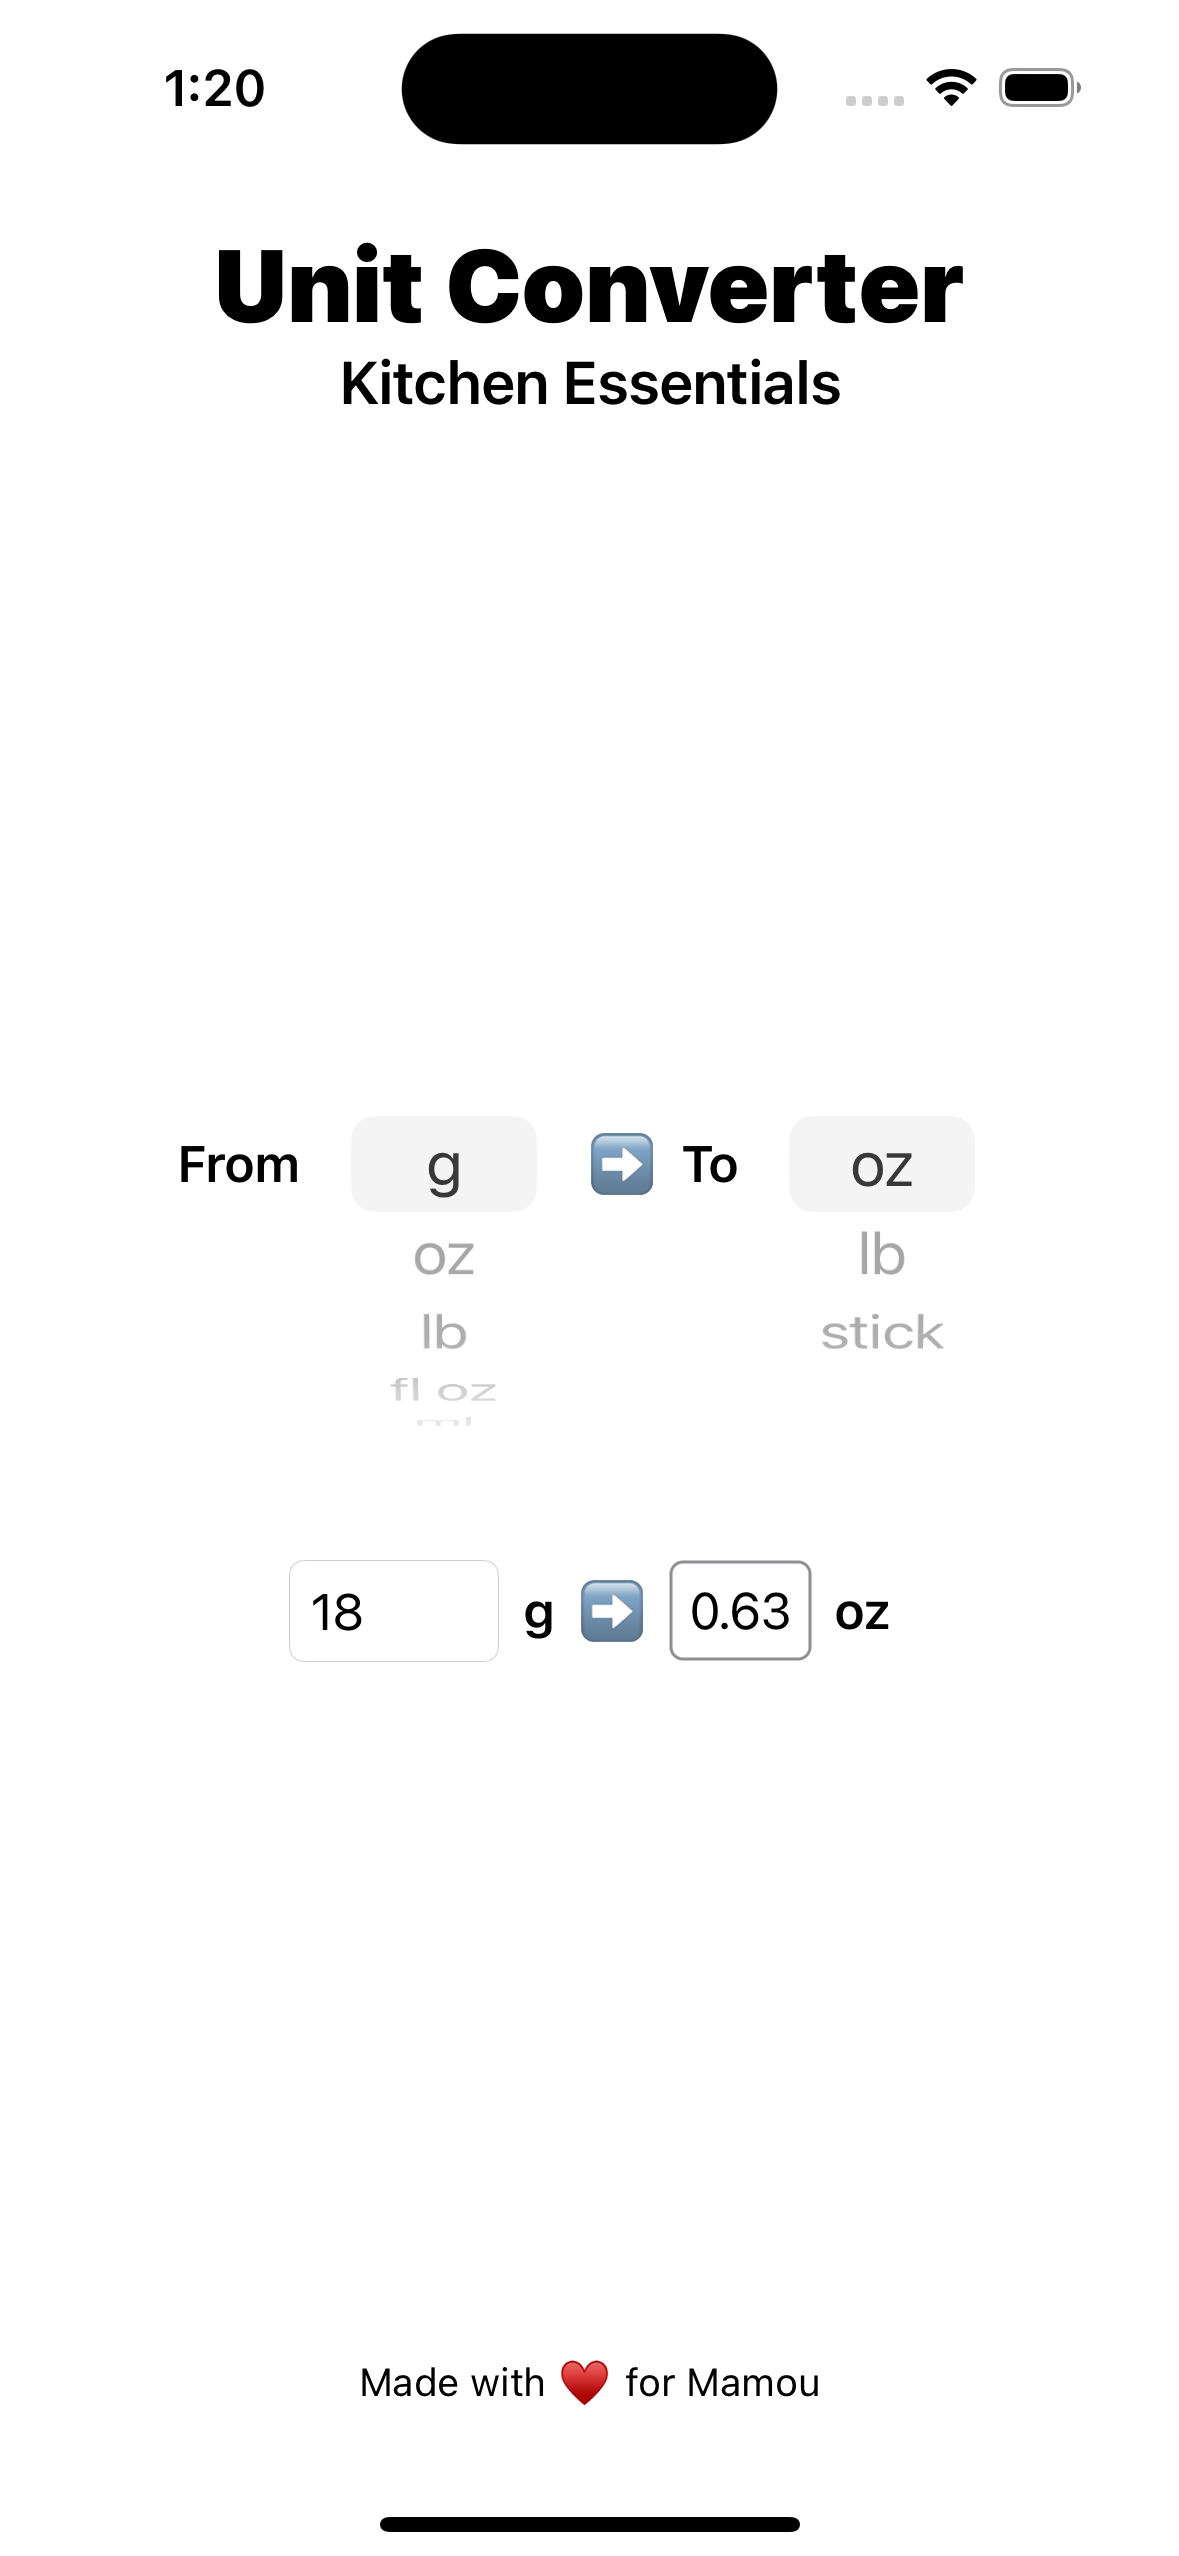 1:20
Unit Converter
Kitchen Essentials
From g ➡️ To oz
oz lb
lb stick
fl oz
18 g ➡️ 0.63 oz
Made with ♥️ for Mamou